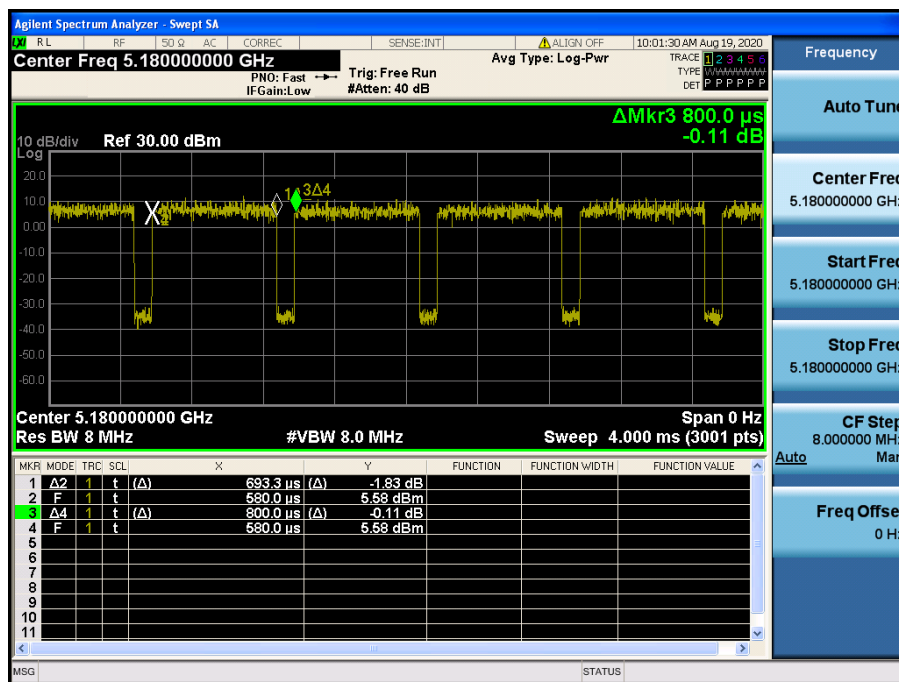 Agilent Spectrum Analyzer - Swept SA
LXI RL RF 50 Ω AC CORREC SENSE:INT ALIGN OFF 10:01:30 AM Aug 19, 2020
Center Freq 5.180000000 GHz
PNO: Fast
IFGain:Low
Trig: Free Run
#Atten: 40 dB
Avg Type: Log-Pwr
TRACE 1 2 3 4 5 6
TYPE
DET P P P P P P
ΔMkr3 800.0 µs
-0.11 dB
10 dB/div Ref 30.00 dBm
Log
20.0
10.0
0.00
-10.0
-20.0
-30.0
-40.0
-50.0
-60.0
3Δ4
Center 5.180000000 GHz Span 0 Hz
Res BW 8 MHz #VBW 8.0 MHz Sweep 4.000 ms (3001 pts)
MKR MODE TRC SCL X Y FUNCTION FUNCTION WIDTH FUNCTION VALUE
1 Δ2 1 t (Δ) 693.3 µs (Δ) -1.83 dB
2 F 1 t 580.0 µs 5.58 dBm
3 Δ4 1 t (Δ) 800.0 µs (Δ) -0.11 dB
4 F 1 t 580.0 µs 5.58 dBm
5
6
7
8
9
10
11
MSG STATUS
Frequency
Auto Tune
Center Freq
5.180000000 GHz
Start Freq
5.180000000 GHz
Stop Freq
5.180000000 GHz
CF Step
8.000000 MHz
Auto Man
Freq Offset
0 Hz